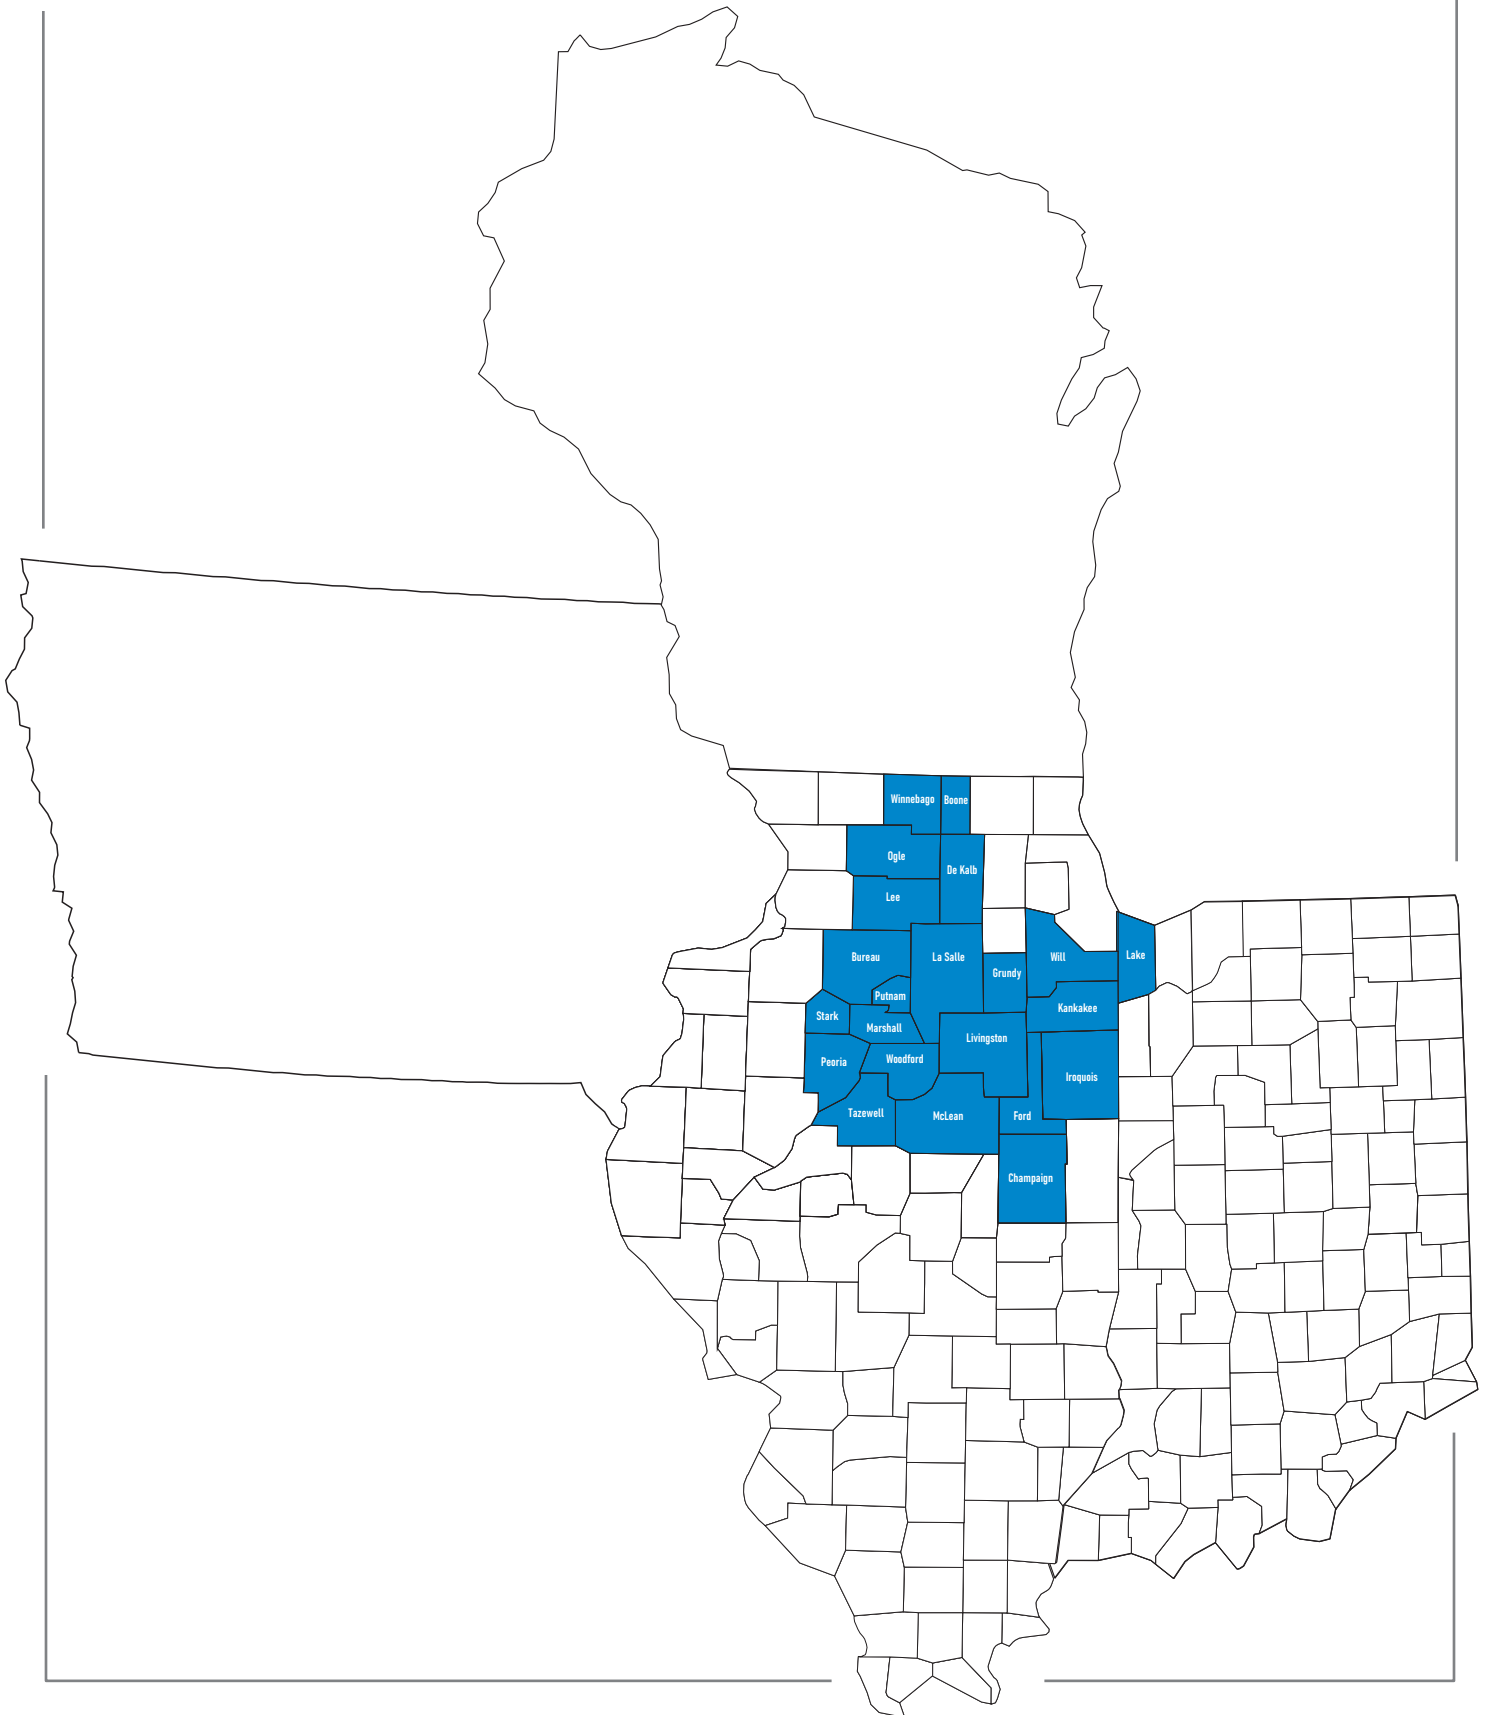 Winnebago
Boone
Ogle
De Kalb
Lee
Bureau
La Salle
Will
Lake
Grundy
Putnam
Kankakee
Stark
Marshall
Livingston
Peoria
Woodford
Iroquois
Tazewell
McLean
Ford
Champaign